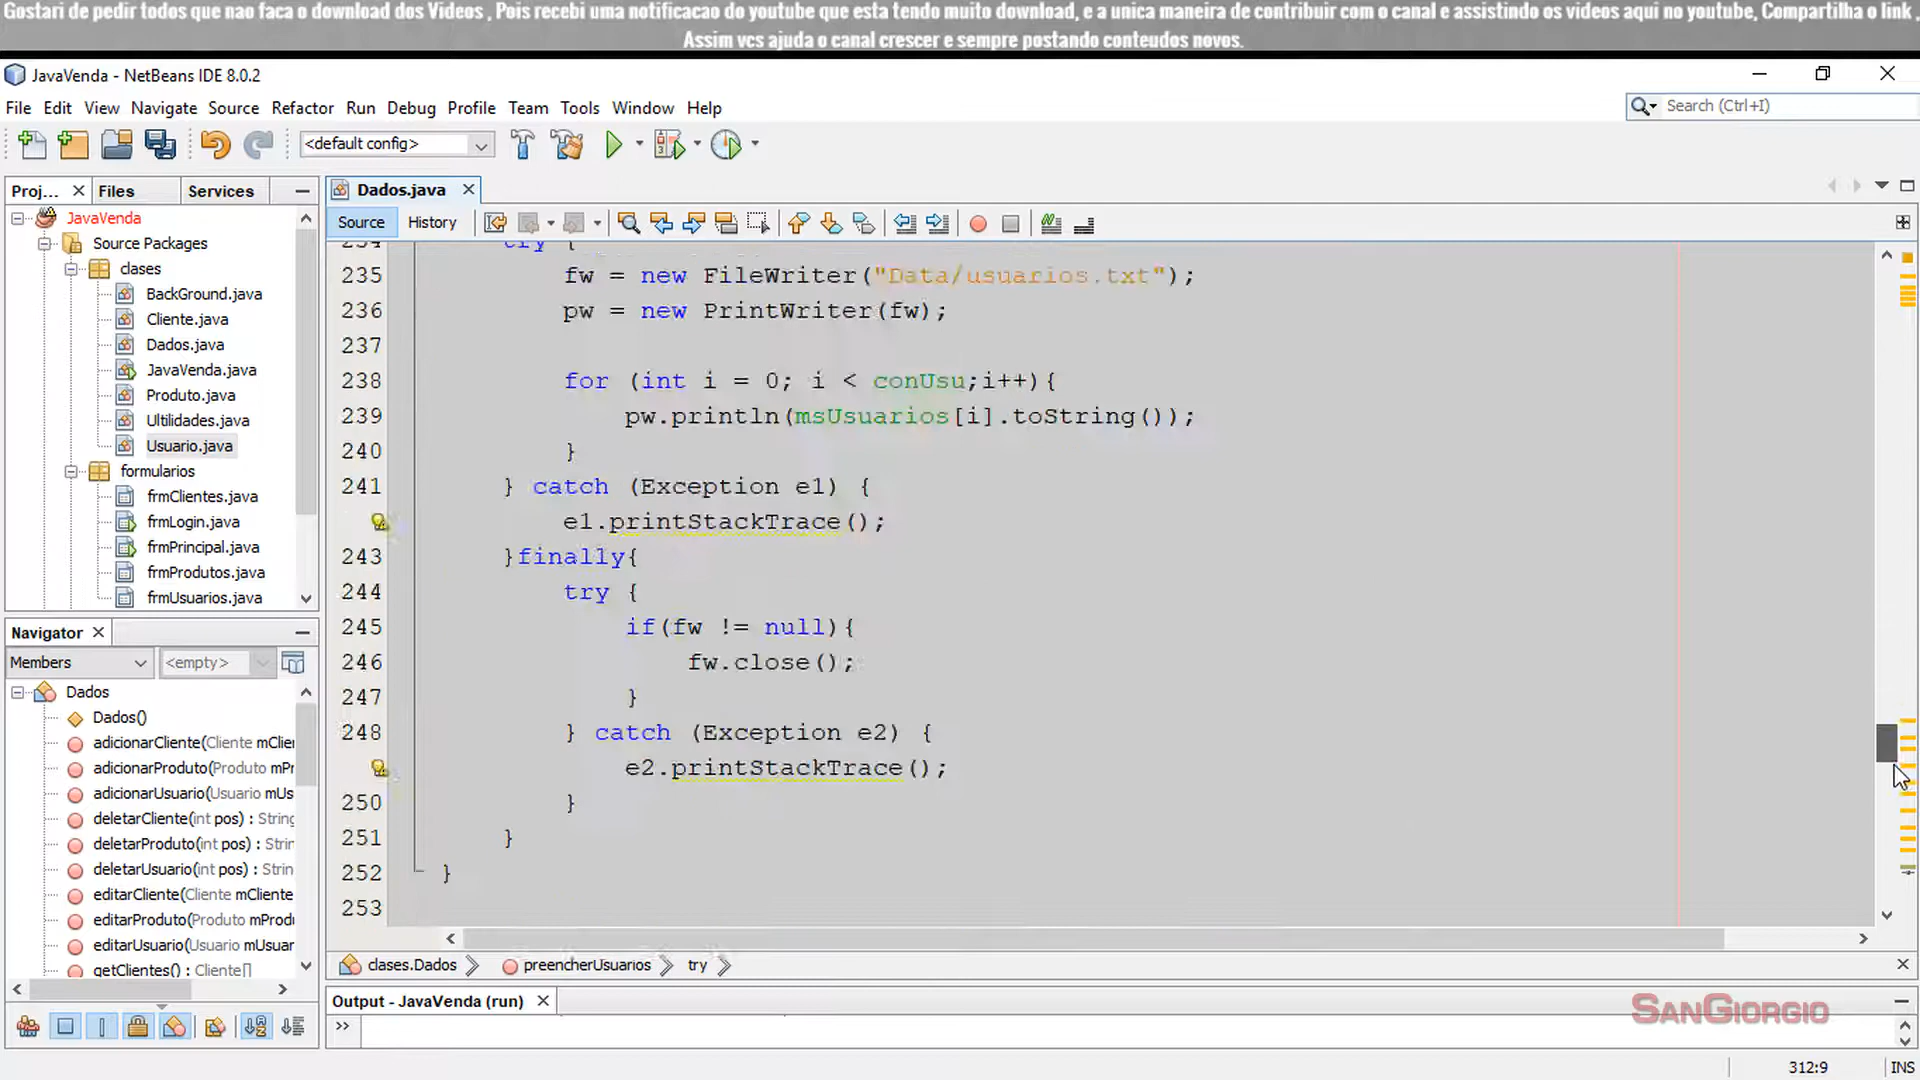 Gostari de pedir todos que nao faca o download dos Videos , Pois recebi uma notificacao do youtube que esta tendo muito download, e a unica maneira de contribuir com o canal e assistindo os videos aqui no youtube, Compartilha o link ,
Assim vcs ajuda o canal crescer e sempre postando conteudos novos.
JavaVenda - NetBeans IDE 8.0.2
File Edit View Navigate Source Refactor Run Debug Profile Team Tools Window Help
Search (Ctrl+I)
<default config>
Proj... Files Services
Dados.java
Source History
JavaVenda
Source Packages
clases
BackGround.java
Cliente.java
Dados.java
JavaVenda.java
Produto.java
Ultilidades.java
Usuario.java
formularios
frmClientes.java
frmLogin.java
frmPrincipal.java
frmProdutos.java
frmUsuarios.java
Navigator
Members <empty>
Dados
Dados()
adicionarCliente(Cliente mClier
adicionarProduto(Produto mPr
adicionarUsuario(Usuario mUs
deletarCliente(int pos) : String
deletarProduto(int pos) : Strin
deletarUsuario(int pos) : Strin
editarCliente(Cliente mCliente
editarProduto(Produto mProd
editarUsuario(Usuario mUsuar
getClientes() : Cliente[]
234 try {
235 fw = new FileWriter("Data/usuarios.txt");
236 pw = new PrintWriter(fw);
237
238 for (int i = 0; i < conUsu;i++){
239 pw.println(msUsuarios[i].toString());
240 }
241 } catch (Exception e1) {
e1.printStackTrace();
243 }finally{
244 try {
245 if(fw != null){
246 fw.close();
247 }
248 } catch (Exception e2) {
e2.printStackTrace();
250 }
251 }
252 }
253
clases.Dados preencherUsuarios try
Output - JavaVenda (run)
SanGiorgio
312:9 INS